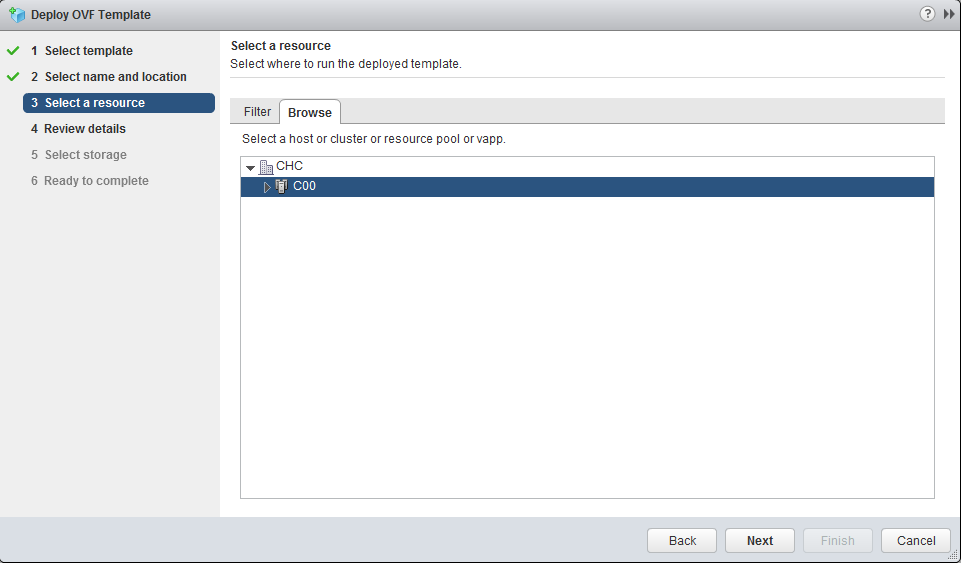 Deploy OVF Template
?
1 Select template
2 Select name and location
3 Select a resource
4 Review details
5 Select storage
6 Ready to complete
Select a resource
Select where to run the deployed template.
Filter Browse
Select a host or cluster or resource pool or vapp.
CHC
C00
Back Next Finish Cancel